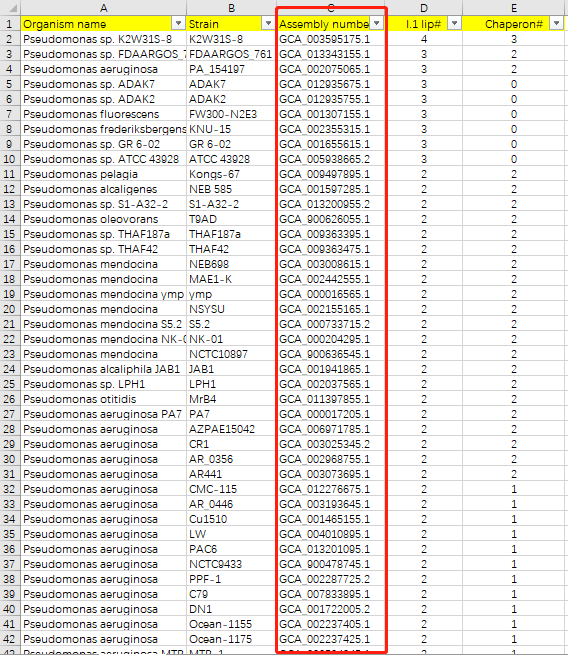 A B C D E
1 Organism name Strain Assembly numbe I.1 lip# Chaperon#
2 Pseudomonas sp. K2W31S-8 K2W31S-8 GCA_003595175.1 4 3
3 Pseudomonas sp. FDAARGOS_7 FDAARGOS_761 GCA_013343155.1 3 2
4 Pseudomonas aeruginosa PA_154197 GCA_002075065.1 3 2
5 Pseudomonas sp. ADAK7 ADAK7 GCA_012935675.1 3 0
6 Pseudomonas sp. ADAK2 ADAK2 GCA_012935755.1 3 0
7 Pseudomonas fluorescens FW300-N2E3 GCA_001307155.1 3 0
8 Pseudomonas frederiksbergens KNU-15 GCA_002355315.1 3 0
9 Pseudomonas sp. GR 6-02 GR 6-02 GCA_001655615.1 3 0
10 Pseudomonas sp. ATCC 43928 ATCC 43928 GCA_005938665.2 3 0
11 Pseudomonas pelagia Kongs-67 GCA_009497895.1 2 2
12 Pseudomonas alcaligenes NEB 585 GCA_001597285.1 2 2
13 Pseudomonas sp. S1-A32-2 S1-A32-2 GCA_013200955.2 2 2
14 Pseudomonas oleovorans T9AD GCA_900626055.1 2 2
15 Pseudomonas sp. THAF187a THAF187a GCA_009363395.1 2 2
16 Pseudomonas sp. THAF42 THAF42 GCA_009363475.1 2 2
17 Pseudomonas mendocina NEB698 GCA_003008615.1 2 2
18 Pseudomonas mendocina MAE1-K GCA_002442555.1 2 2
19 Pseudomonas mendocina ymp ymp GCA_000016565.1 2 2
20 Pseudomonas mendocina NSYSU GCA_002155165.1 2 2
21 Pseudomonas mendocina S5.2 S5.2 GCA_000733715.2 2 2
22 Pseudomonas mendocina NK-0 NK-01 GCA_000204295.1 2 2
23 Pseudomonas mendocina NCTC10897 GCA_900636545.1 2 2
24 Pseudomonas alcaliphila JAB1 JAB1 GCA_001941865.1 2 2
25 Pseudomonas sp. LPH1 LPH1 GCA_002037565.1 2 2
26 Pseudomonas otitidis MrB4 GCA_011397855.1 2 2
27 Pseudomonas aeruginosa PA7 PA7 GCA_000017205.1 2 2
28 Pseudomonas aeruginosa AZPAE15042 GCA_006971785.1 2 2
29 Pseudomonas aeruginosa CR1 GCA_003025345.2 2 2
30 Pseudomonas aeruginosa AR_0356 GCA_002968755.1 2 2
31 Pseudomonas aeruginosa AR441 GCA_003073695.1 2 2
32 Pseudomonas aeruginosa CMC-115 GCA_012276675.1 2 1
33 Pseudomonas aeruginosa AR_0446 GCA_003193645.1 2 1
34 Pseudomonas aeruginosa Cu1510 GCA_001465155.1 2 1
35 Pseudomonas aeruginosa LW GCA_004010895.1 2 1
36 Pseudomonas aeruginosa PAC6 GCA_013201095.1 2 1
37 Pseudomonas aeruginosa NCTC9433 GCA_900478745.1 2 1
38 Pseudomonas aeruginosa PPF-1 GCA_002287725.2 2 1
39 Pseudomonas aeruginosa C79 GCA_007833895.1 2 1
40 Pseudomonas aeruginosa DN1 GCA_001722005.2 2 1
41 Pseudomonas aeruginosa Ocean-1155 GCA_002237405.1 2 1
42 Pseudomonas aeruginosa Ocean-1175 GCA_002237425.1 2 1